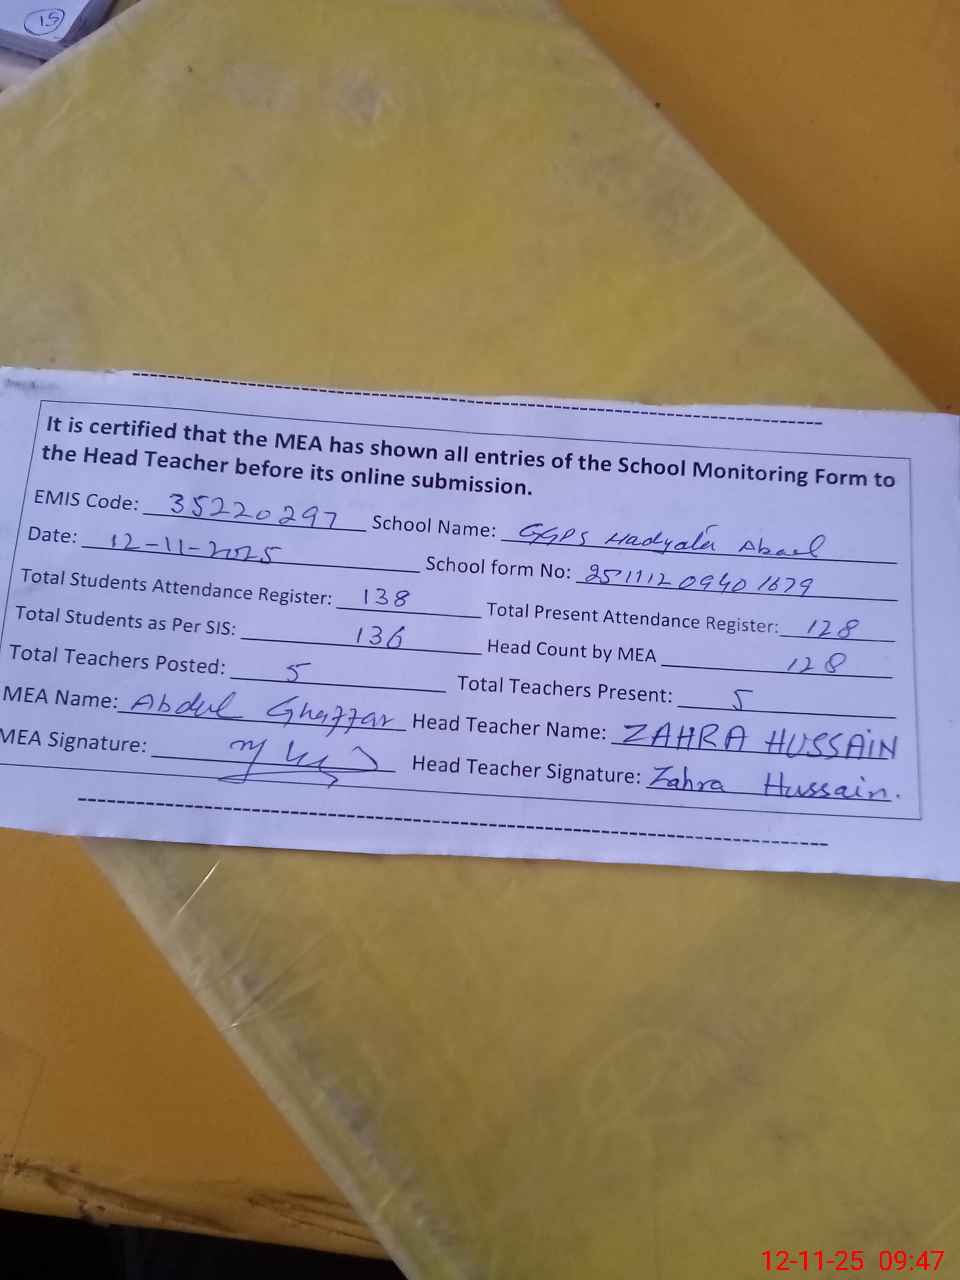 15
It is certified that the MEA has shown all entries of the School Monitoring Form to
the Head Teacher before its online submission.
EMIS Code: 35220297 School Name: GGPS Hadyala Abad
Date: 12-11-2025 School form No: 2511120940 1679
Total Students Attendance Register: 138 Total Present Attendance Register: 128
Total Students as Per SIS: 136 Head Count by MEA 128
Total Teachers Posted: 5 Total Teachers Present: 5
MEA Name: Abdul Ghaffar Head Teacher Name: ZAHRA HUSSAIN
MEA Signature: Head Teacher Signature: Zahra Hussain.
12-11-25 09:47